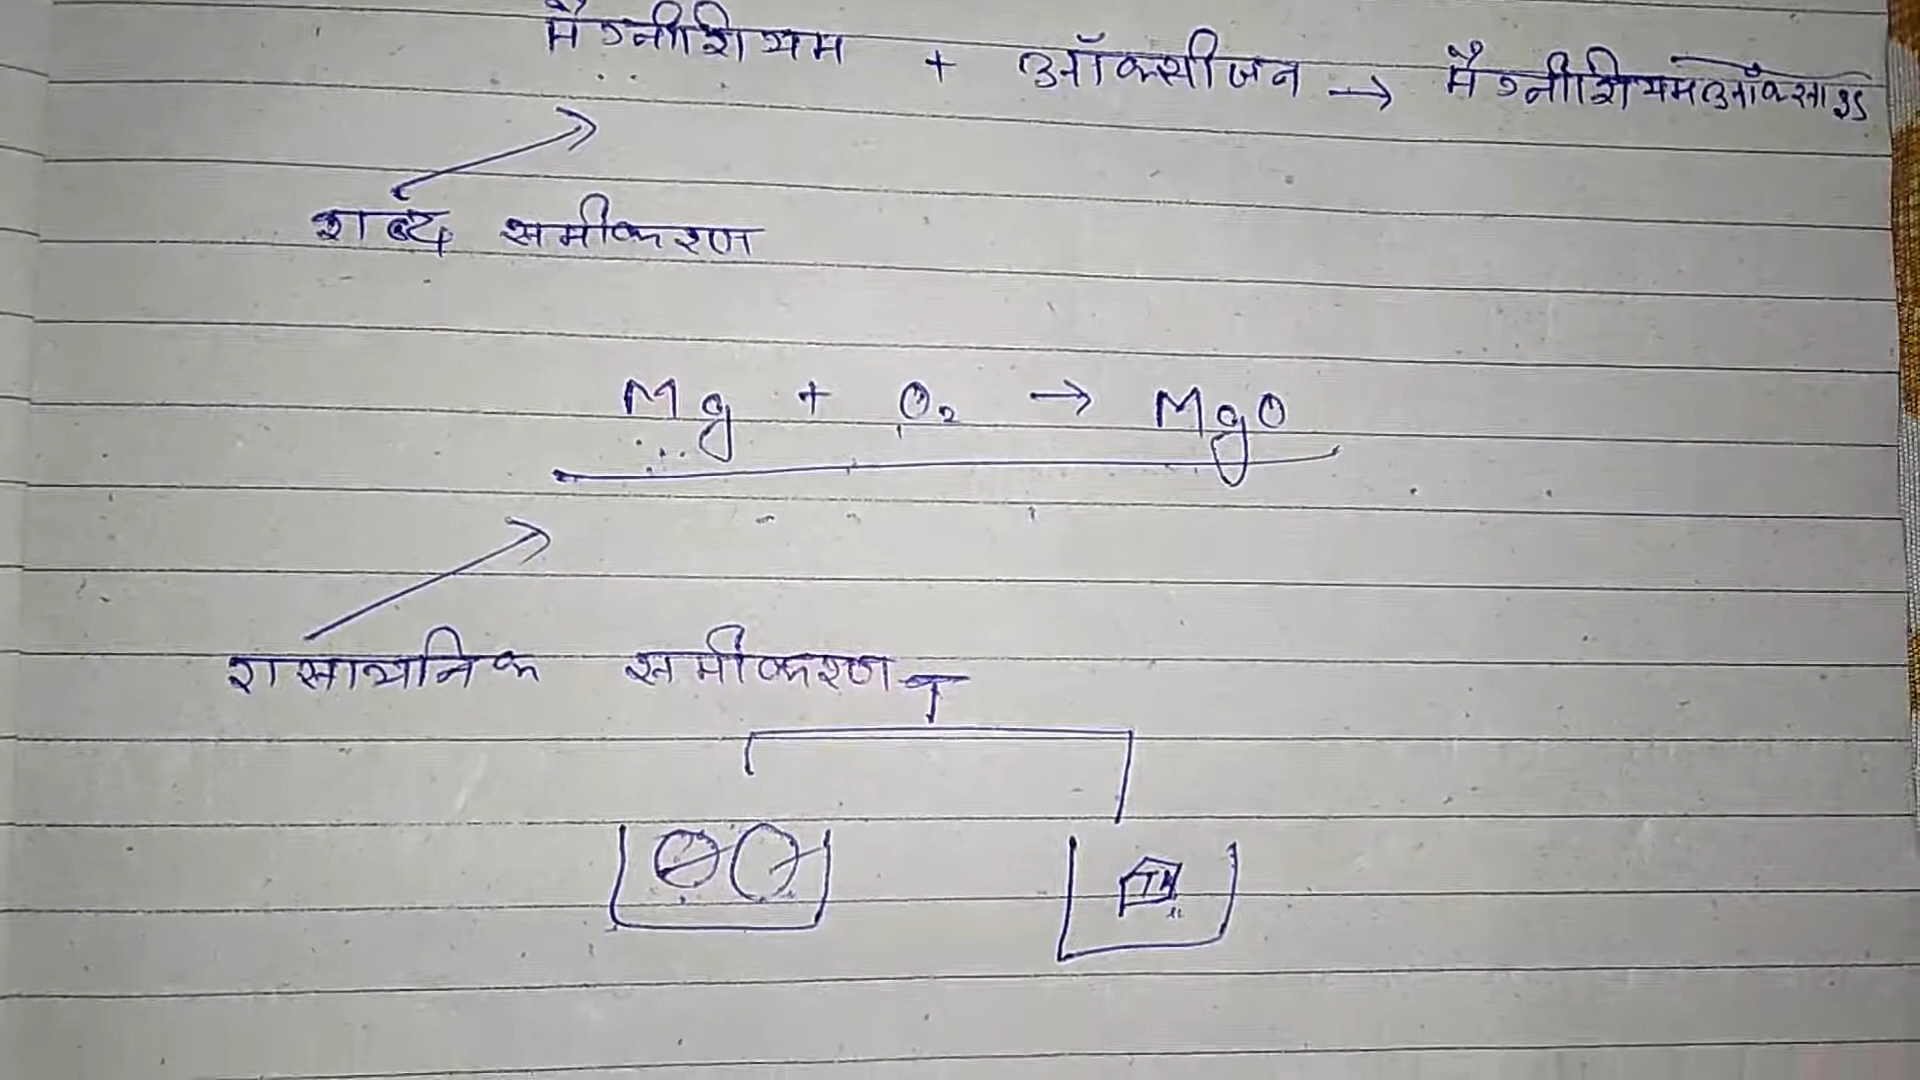 मैग्नीशियम + ऑक्सीजन → मैग्नीशियमऑक्साइड
शब्द समीकरण
Mg + O₂ → MgO
रासायनिक समीकरण